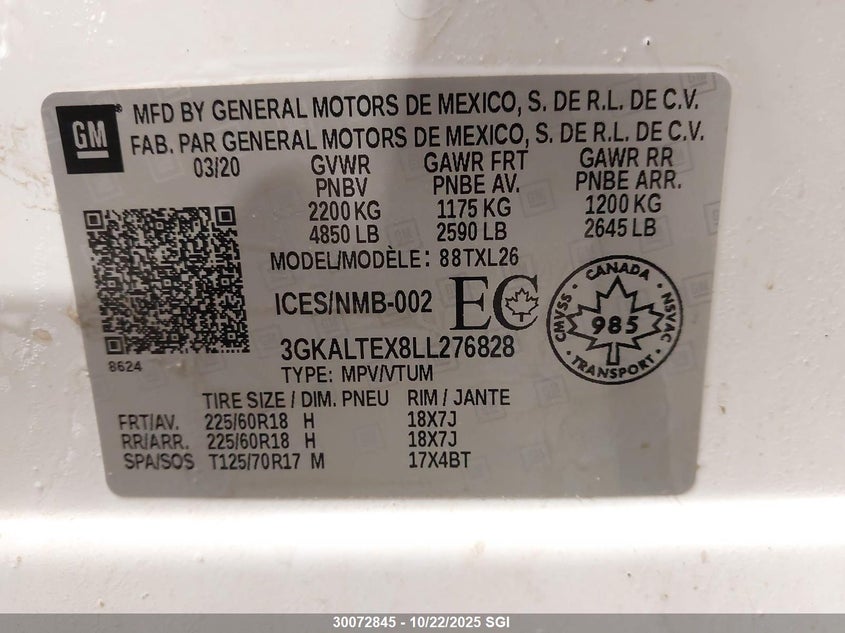 GM
MFD BY GENERAL MOTORS DE MEXICO, S. DE R.L. DE C.V.
FAB. PAR GENERAL MOTORS DE MEXICO, S. DE R.L. DE C.V.
03/20 GVWR GAWR FRT GAWR RR
PNBV PNBE AV. PNBE ARR.
2200 KG 1175 KG 1200 KG
4850 LB 2590 LB 2645 LB
MODEL/MODÈLE: 88TXL26
ICES/NMB-002 EC
CANADA
CMVSS 985 NSVAC
TRANSPORT
3GKALTEX8LL276828
8624
TYPE: MPV/VTUM
TIRE SIZE / DIM. PNEU RIM / JANTE
FRT/AV. 225/60R18 H 18X7J
RR/ARR. 225/60R18 H 18X7J
SPA/SOS T125/70R17 M 17X4BT
30072845 - 10/22/2025 SGI